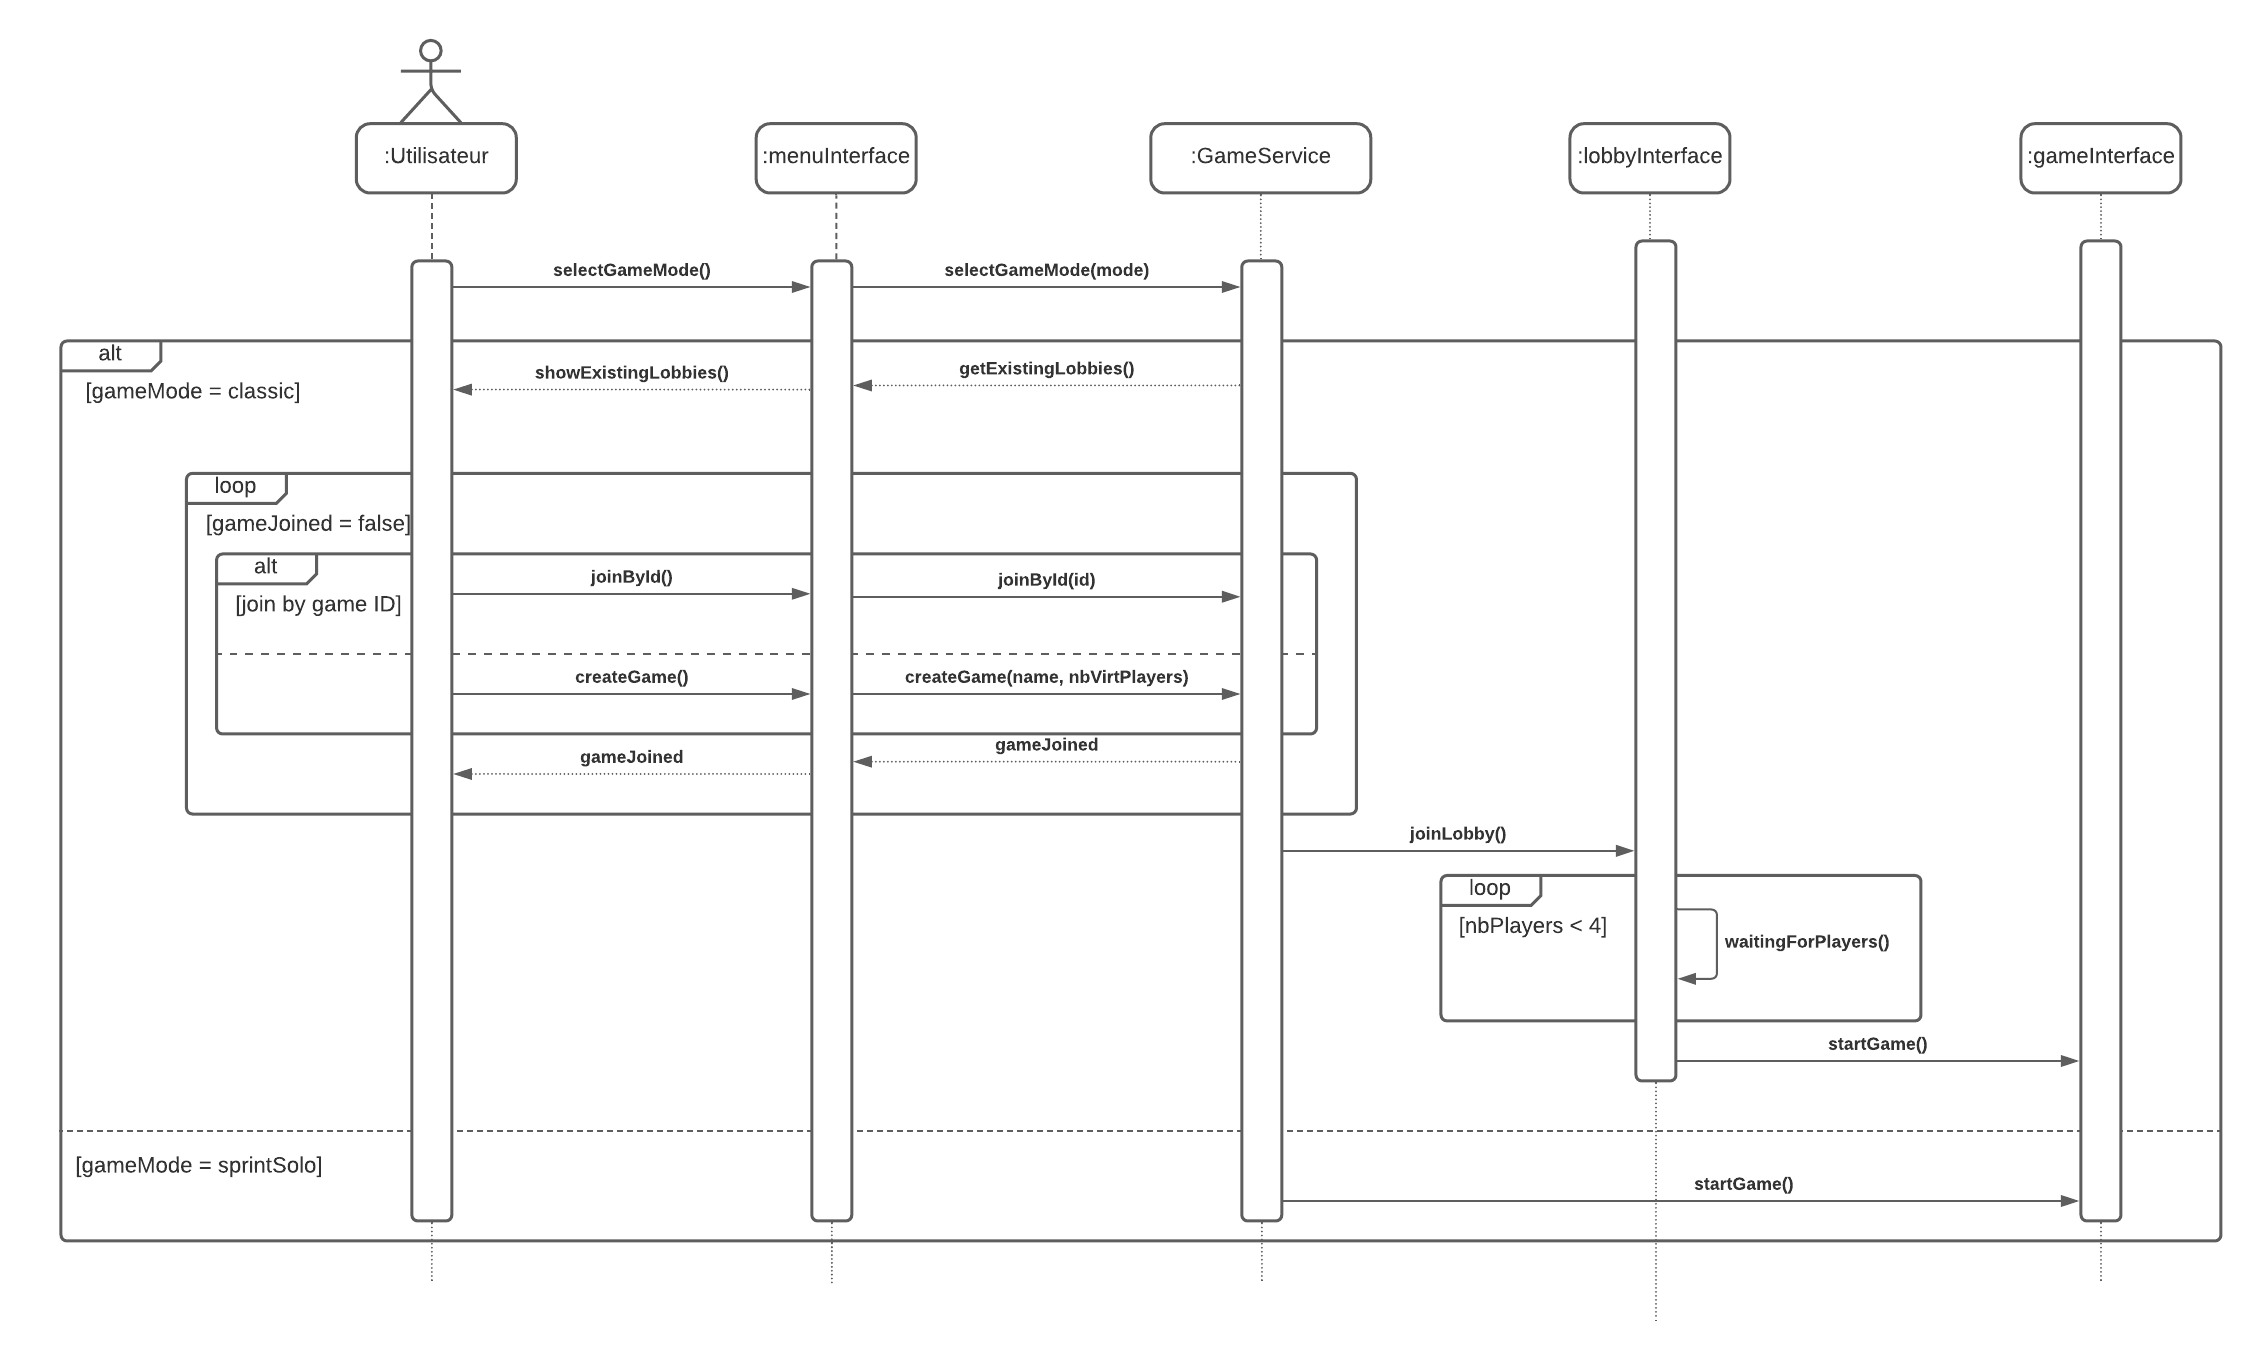 :Utilisateur
:menuInterface
:GameService
:lobbyInterface
:gameInterface
selectGameMode()
selectGameMode(mode)
alt
[gameMode = classic]
showExistingLobbies()
getExistingLobbies()
loop
[gameJoined = false]
alt
[join by game ID]
joinById()
joinById(id)
createGame()
createGame(name, nbVirtPlayers)
gameJoined
gameJoined
joinLobby()
loop
[nbPlayers < 4]
waitingForPlayers()
startGame()
[gameMode = sprintSolo]
startGame()